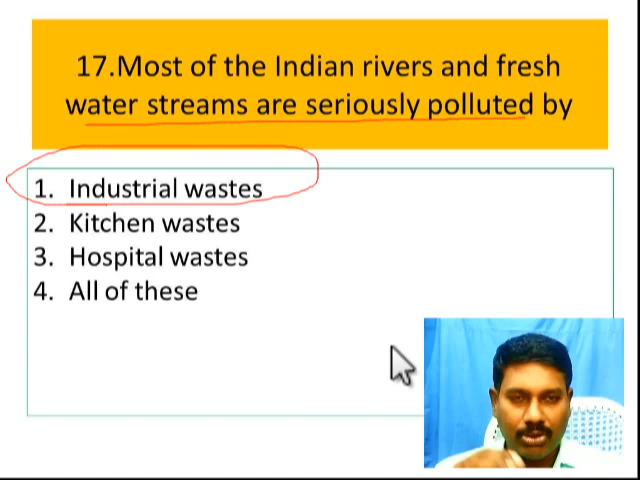 17.Most of the Indian rivers and fresh
water streams are seriously polluted by
1. Industrial wastes
2. Kitchen wastes
3. Hospital wastes
4. All of these